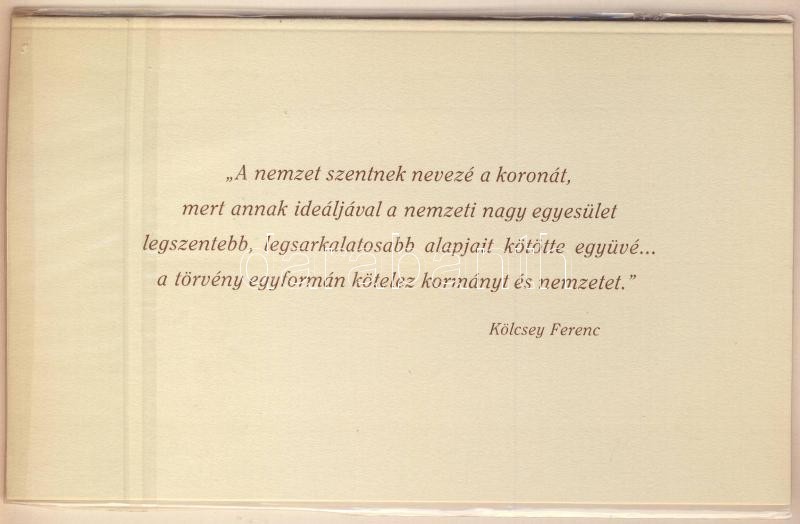 „A nemzet szentnek nevezé a koronát,
mert annak ideáljával a nemzeti nagy egyesület
legszentebb, legsarkalatosabb alapjait kötötte együvé...
a törvény egyformán kötelez kormányt és nemzetet.”
darabanth
Kölcsey Ferenc